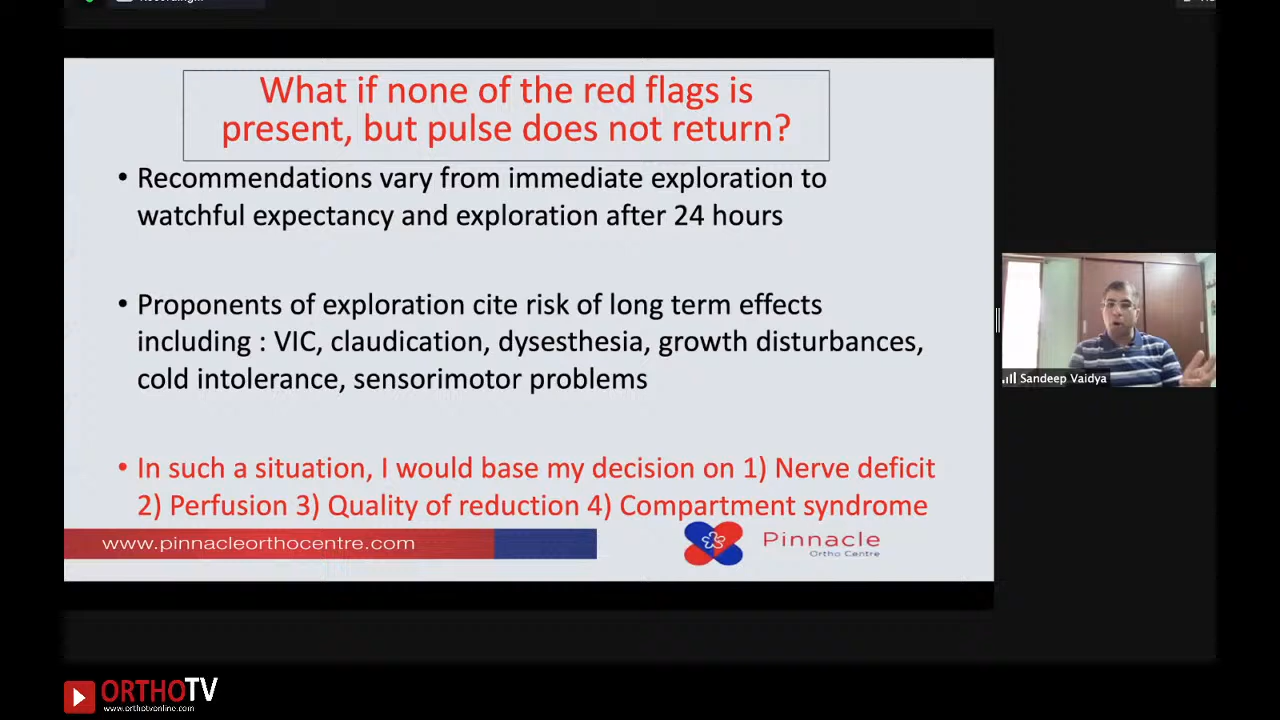 What if none of the red flags is
present, but pulse does not return?
• Recommendations vary from immediate exploration to
watchful expectancy and exploration after 24 hours
• Proponents of exploration cite risk of long term effects
including : VIC, claudication, dysesthesia, growth disturbances,
cold intolerance, sensorimotor problems
• In such a situation, I would base my decision on 1) Nerve deficit
2) Perfusion 3) Quality of reduction 4) Compartment syndrome
www.pinnacleorthocentre.com
Pinnacle
Ortho Centre
Sandeep Vaidya
ORTHOTV
www.orthotvonline.com